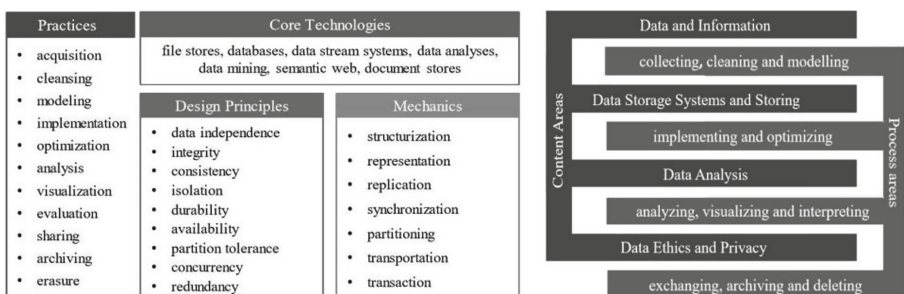 Practices
• acquisition
• cleansing
• modeling
• implementation
• optimization
• analysis
• visualization
• evaluation
• sharing
• archiving
• erasure
Core Technologies
file stores, databases, data stream systems, data analyses,
data mining, semantic web, document stores
Design Principles
• data independence
• integrity
• consistency
• isolation
• durability
• availability
• partition tolerance
• concurrency
• redundancy
Mechanics
• structurization
• representation
• replication
• synchronization
• partitioning
• transportation
• transaction
Content Areas
Data and Information
collecting, cleaning and modelling
Data Storage Systems and Storing
implementing and optimizing
Data Analysis
analyzing, visualizing and interpreting
Data Ethics and Privacy
exchanging, archiving and deleting
Process areas